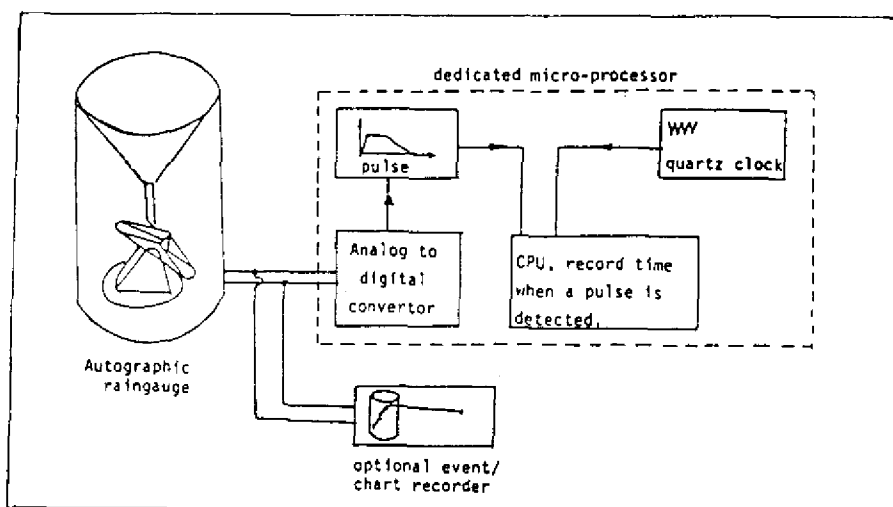 dedicated micro-processor
pulse
quartz clock
Analog to
digital
convertor
CPU, record time
when a pulse is
detected.
Autographic
raingauge
optional event/
chart recorder